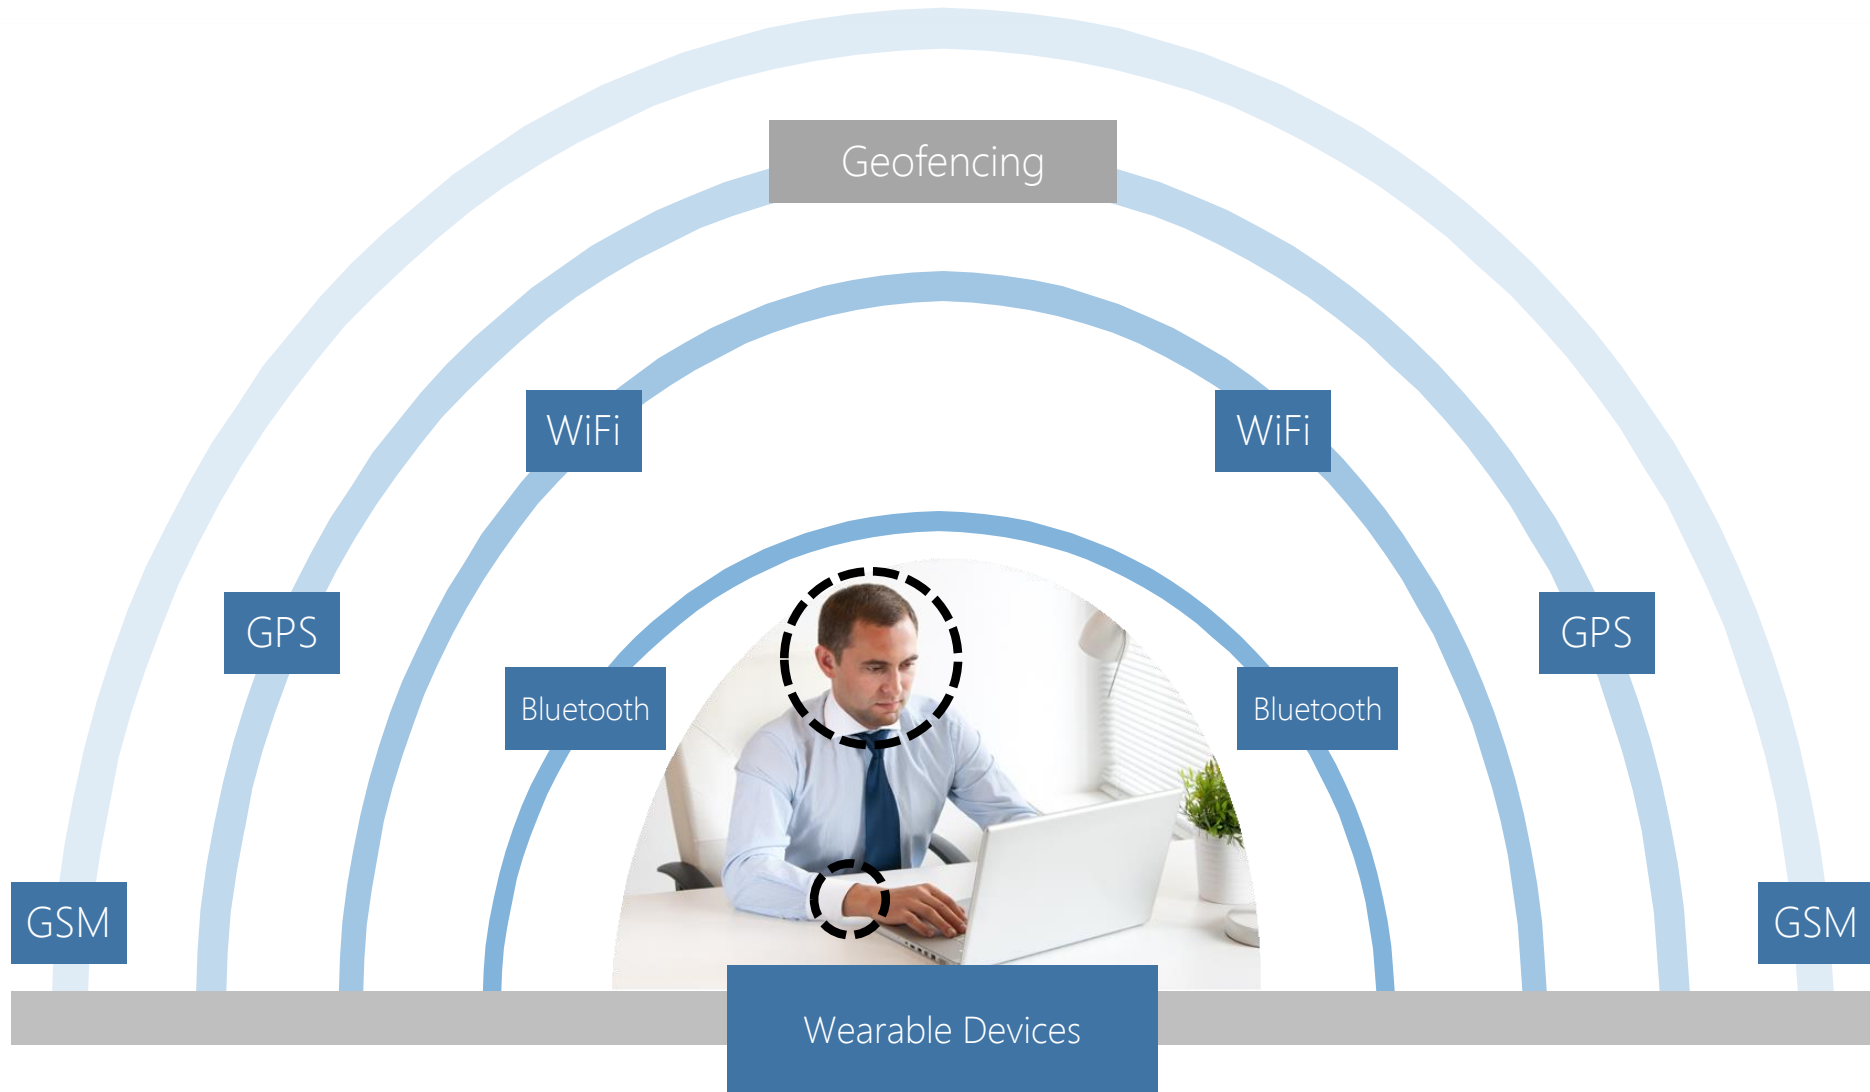 Geofencing
WiFi
WiFi
GPS
GPS
Bluetooth
Bluetooth
GSM
GSM
Wearable Devices